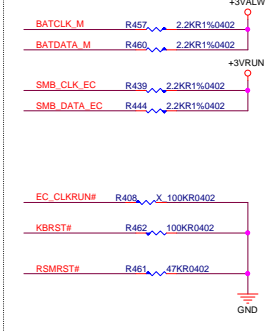 +3VALW
BATCLK_M R457 2.2KR1%0402
BATDATA_M R460 2.2KR1%0402
+3VRUN
SMB_CLK_EC R439 2.2KR1%0402
SMB_DATA_EC R444 2.2KR1%0402
EC_CLKRUN# R408 X_100KR0402
KBRST# R462 100KR0402
RSMRST# R461 47KR0402
GND